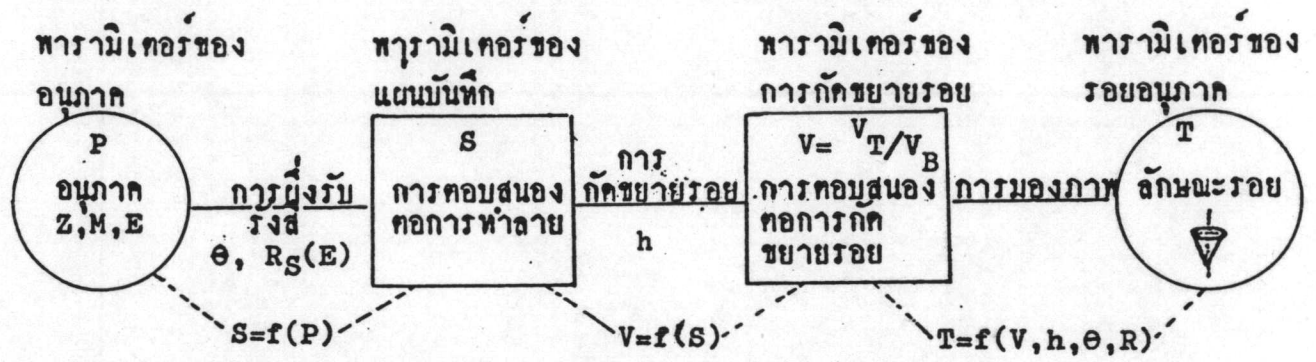 พารามิเตอร์ของ
อนุภาค
พารามิเตอร์ของ
แผนบันทึก
พารามิเตอร์ของ
การกัดขยายรอย
พารามิเตอร์ของ
รอยอนุภาค
P
อนุภาค
Z,M,E
การยิ่งรับ
รังสี
θ, RS(E)
S
การตอบสนอง
ตอการทำลาย
การ
กัดขยายรอย
h
V= VT/VB
การตอบสนอง
ตอการกัด
ขยายรอย
การมองภาพ
T
ลักษณะรอย
S=f(P)
V=f(S)
T=f(V,h,θ,R)